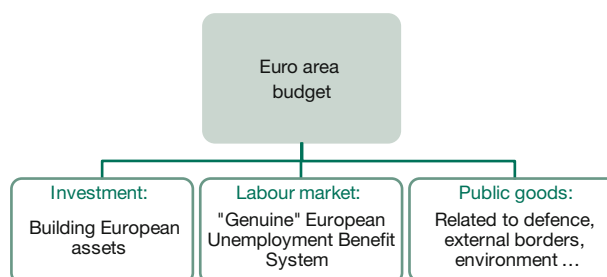 Euro area
budget
Investment:
Building European
assets
Labour market:
"Genuine" European
Unemployment Benefit
System
Public goods:
Related to defence,
external borders,
environment ...